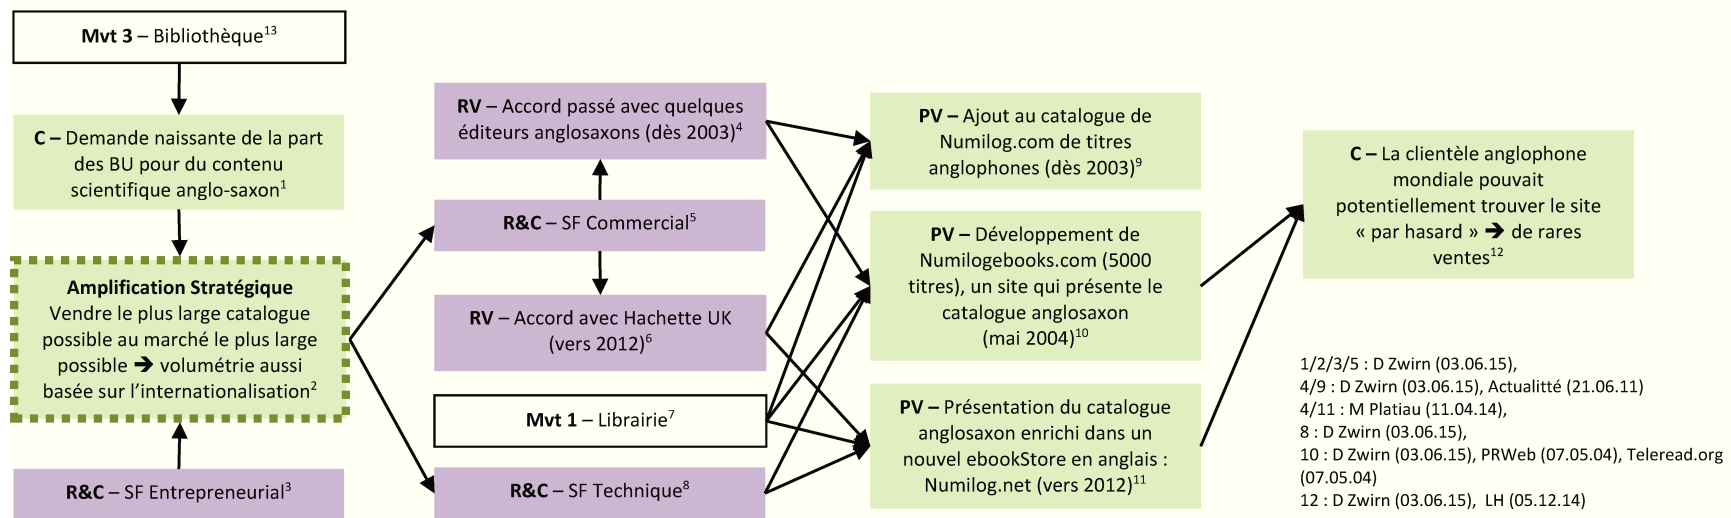 Mvt 3 – Bibliothèque13
C – Demande naissante de la part
des BU pour du contenu
scientifique anglo-saxon1
Amplification Stratégique
Vendre le plus large catalogue
possible au marché le plus large
possible ➔ volumétrie aussi
basée sur l’internationalisation2
R&C – SF Entrepreneurial3
RV – Accord passé avec quelques
éditeurs anglosaxons (dès 2003)4
R&C – SF Commercial5
RV – Accord avec Hachette UK
(vers 2012)6
Mvt 1 – Librairie7
R&C – SF Technique8
PV – Ajout au catalogue de
Numilog.com de titres
anglophones (dès 2003)9
PV – Développement de
Numilogebooks.com (5000
titres), un site qui présente le
catalogue anglosaxon
(mai 2004)10
PV – Présentation du catalogue
anglosaxon enrichi dans un
nouvel ebookStore en anglais :
Numilog.net (vers 2012)11
C – La clientèle anglophone
mondiale pouvait
potentiellement trouver le site
« par hasard » ➔ de rares
ventes12
1/2/3/5 : D Zwirn (03.06.15),
4/9 : D Zwirn (03.06.15), Actualitté (21.06.11)
4/11 : M Platiau (11.04.14),
8 : D Zwirn (03.06.15),
10 : D Zwirn (03.06.15), PRWeb (07.05.04), Teleread.org
(07.05.04)
12 : D Zwirn (03.06.15), LH (05.12.14)